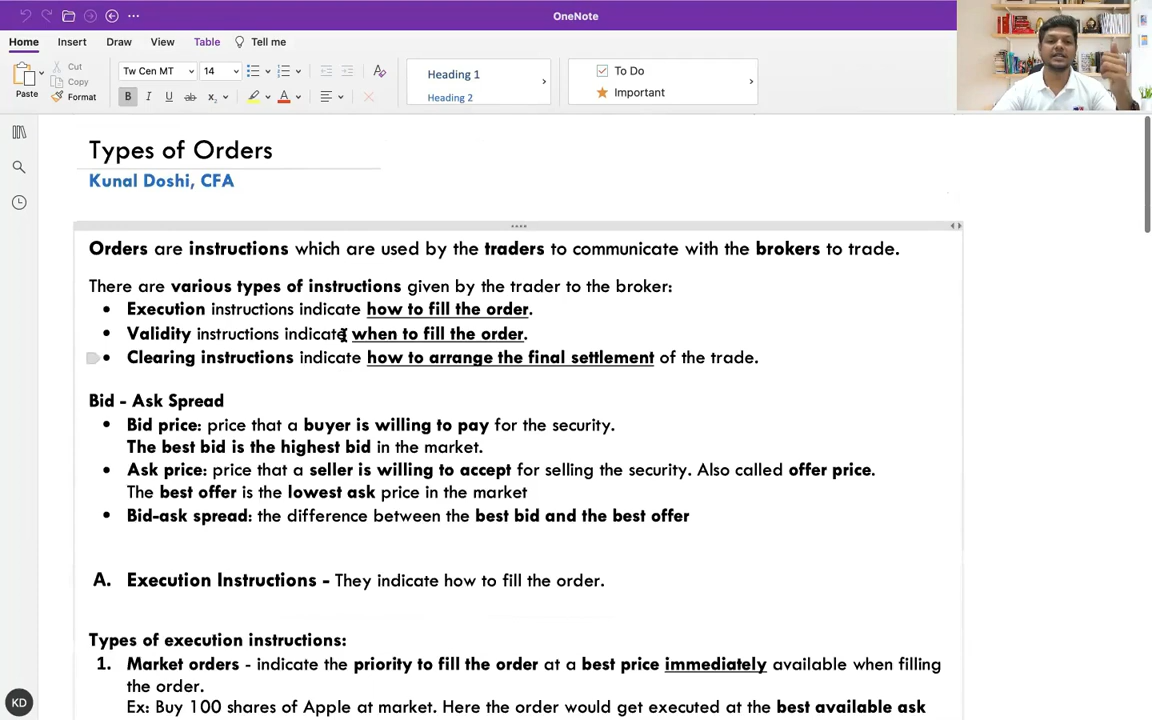 OneNote
Home Insert Draw View Table Tell me
Paste
Cut
Copy
Format
Tw Cen MT 14
B I U ab x₂ A
Heading 1
Heading 2
To Do
Important
Types of Orders
Kunal Doshi, CFA
Orders are instructions which are used by the traders to communicate with the brokers to trade.
There are various types of instructions given by the trader to the broker:
• Execution instructions indicate how to fill the order.
• Validity instructions indicate when to fill the order.
• Clearing instructions indicate how to arrange the final settlement of the trade.
Bid - Ask Spread
• Bid price: price that a buyer is willing to pay for the security.
The best bid is the highest bid in the market.
• Ask price: price that a seller is willing to accept for selling the security. Also called offer price.
The best offer is the lowest ask price in the market
• Bid-ask spread: the difference between the best bid and the best offer
A. Execution Instructions - They indicate how to fill the order.
Types of execution instructions:
1. Market orders - indicate the priority to fill the order at a best price immediately available when filling
the order.
Ex: Buy 100 shares of Apple at market. Here the order would get executed at the best available ask
KD